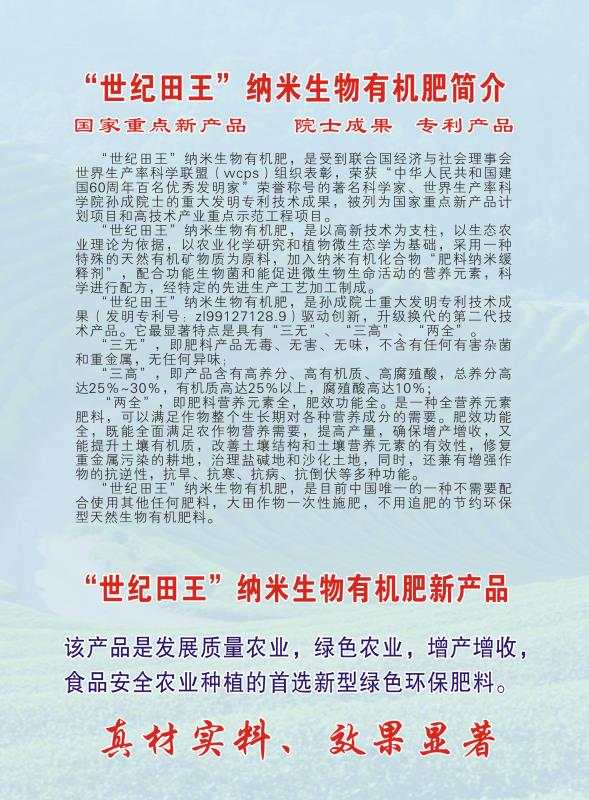 “世纪田王”纳米生物有机肥简介
国家重点新产品 院士成果 专利产品
“世纪田王”纳米生物有机肥，是受到联合国经济与社会理事会
世界生产率科学联盟（wcps）组织表彰，荣获“中华人民共和国建
国60周年百名优秀发明家”荣誉称号的著名科学家、世界生产率科
学院孙成院士的重大发明专利技术成果，被列为国家重点新产品计
划项目和高技术产业重点示范工程项目。
“世纪田王”纳米生物有机肥，是以高新技术为支柱，以生态农
业理论为依据，以农业化学研究和植物微生态学为基础，采用一种
特殊的天然有机矿物质为原料，加入纳米有机化合物“肥料纳米缓
释剂”，配合功能生物菌和能促进微生物生命活动的营养元素，科
学进行配方，经特定的先进生产工艺加工制成。
“世纪田王”纳米生物有机肥，是孙成院士重大发明专利技术成
果（发明专利号：zl99127128.9）驱动创新，升级换代的第二代技
术产品。它最显著特点是具有“三无”、“三高”、“两全”。
“三无”，即肥料产品无毒、无害、无味，不含有任何有害杂菌
和重金属，无任何异味；
“三高”，即产品含有高养分、高有机质、高腐殖酸，总养分高
达25%~30%，有机质高达25%以上，腐殖酸高达10%；
“两全”，即肥料营养元素全，肥效功能全。是一种全营养元素
肥料，可以满足作物整个生长期对各种营养成分的需要。肥效功能
全，既能全面满足农作物营养需要，提高产量，确保增产增收，又
能提升土壤有机质，改善土壤结构和土壤营养元素的有效性，修复
重金属污染的耕地，治理盐碱地和沙化土地，同时，还兼有增强作
物的抗逆性，抗旱、抗寒、抗病、抗倒伏等多种功能。
“世纪田王”纳米生物有机肥，是目前中国唯一的一种不需要配
合使用其他任何肥料，大田作物一次性施肥，不用追肥的节约环保
型天然生物有机肥料。
“世纪田王”纳米生物有机肥新产品
该产品是发展质量农业，绿色农业，增产增收，
食品安全农业种植的首选新型绿色环保肥料。
真材实料、效果显著